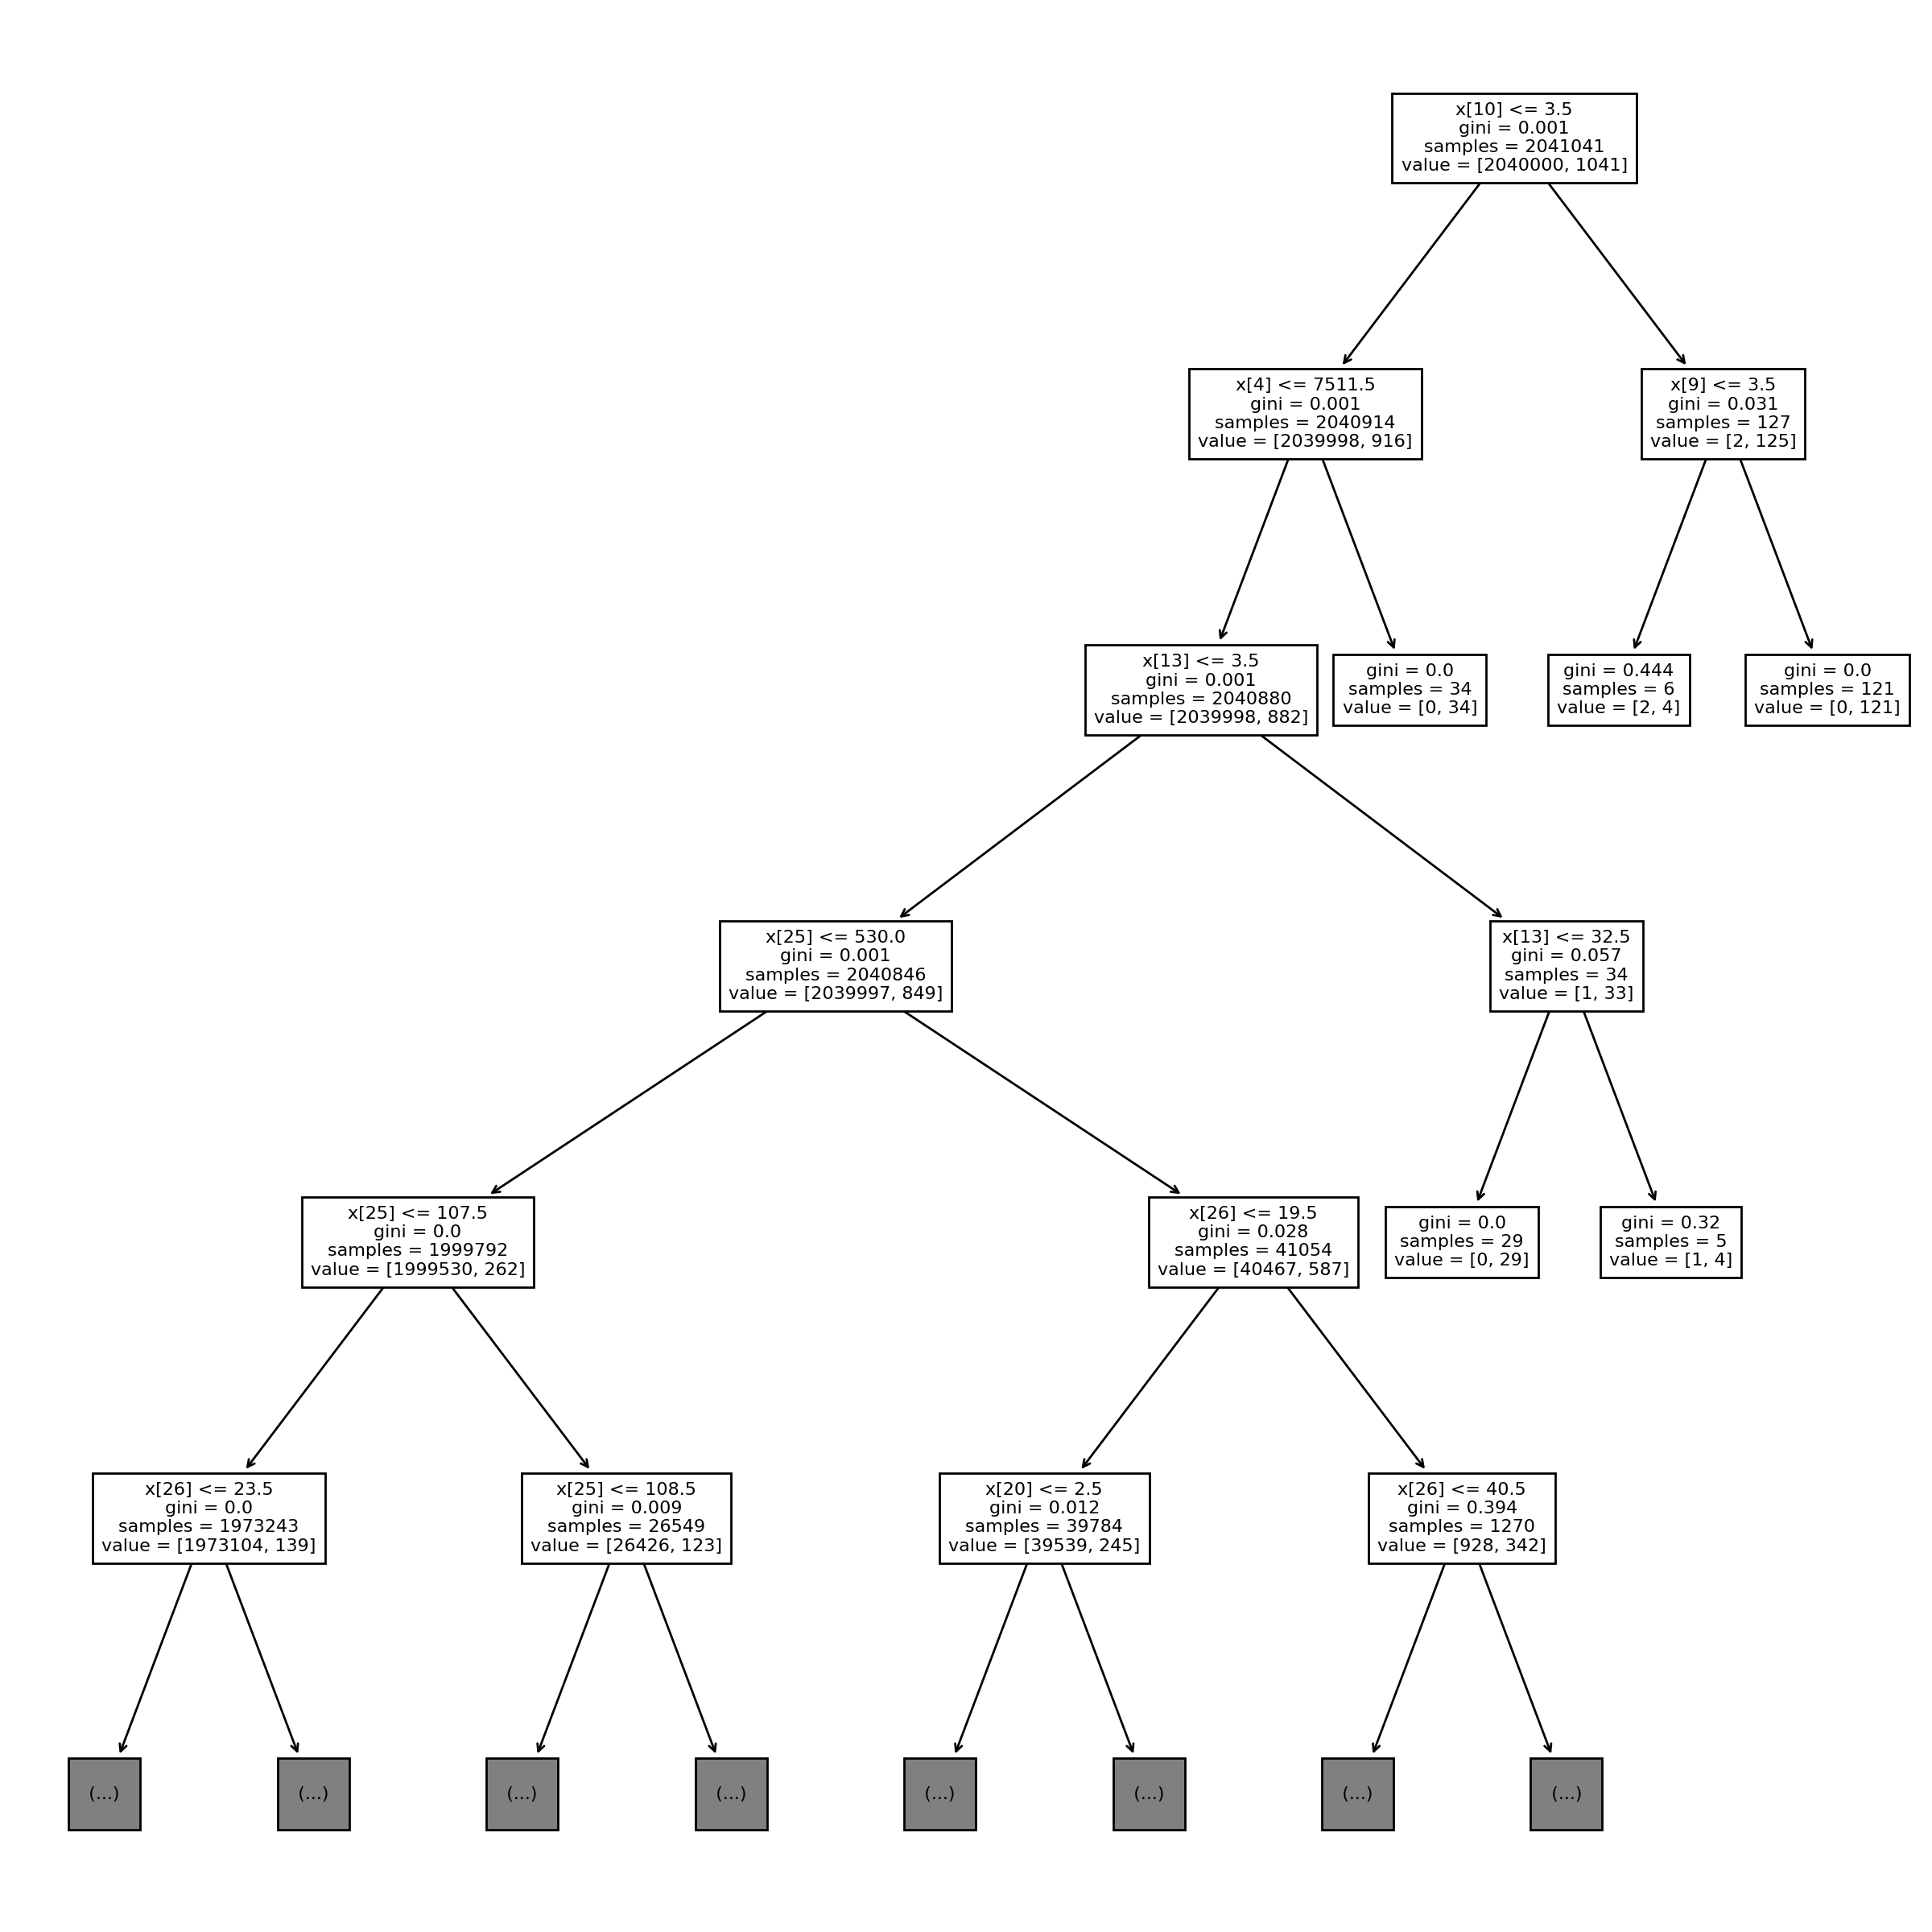 x[10] <= 3.5
gini = 0.001
samples = 2041041
value = [2040000, 1041]
x[4] <= 7511.5
gini = 0.001
samples = 2040914
value = [2039998, 916]
x[9] <= 3.5
gini = 0.031
samples = 127
value = [2, 125]
x[13] <= 3.5
gini = 0.001
samples = 2040880
value = [2039998, 882]
gini = 0.0
samples = 34
value = [0, 34]
gini = 0.444
samples = 6
value = [2, 4]
gini = 0.0
samples = 121
value = [0, 121]
x[25] <= 530.0
gini = 0.001
samples = 2040846
value = [2039997, 849]
x[13] <= 32.5
gini = 0.057
samples = 34
value = [1, 33]
x[25] <= 107.5
gini = 0.0
samples = 1999792
value = [1999530, 262]
x[26] <= 19.5
gini = 0.028
samples = 41054
value = [40467, 587]
gini = 0.0
samples = 29
value = [0, 29]
gini = 0.32
samples = 5
value = [1, 4]
x[26] <= 23.5
gini = 0.0
samples = 1973243
value = [1973104, 139]
x[25] <= 108.5
gini = 0.009
samples = 26549
value = [26426, 123]
x[20] <= 2.5
gini = 0.012
samples = 39784
value = [39539, 245]
x[26] <= 40.5
gini = 0.394
samples = 1270
value = [928, 342]
(...)
(...)
(...)
(...)
(...)
(...)
(...)
(...)